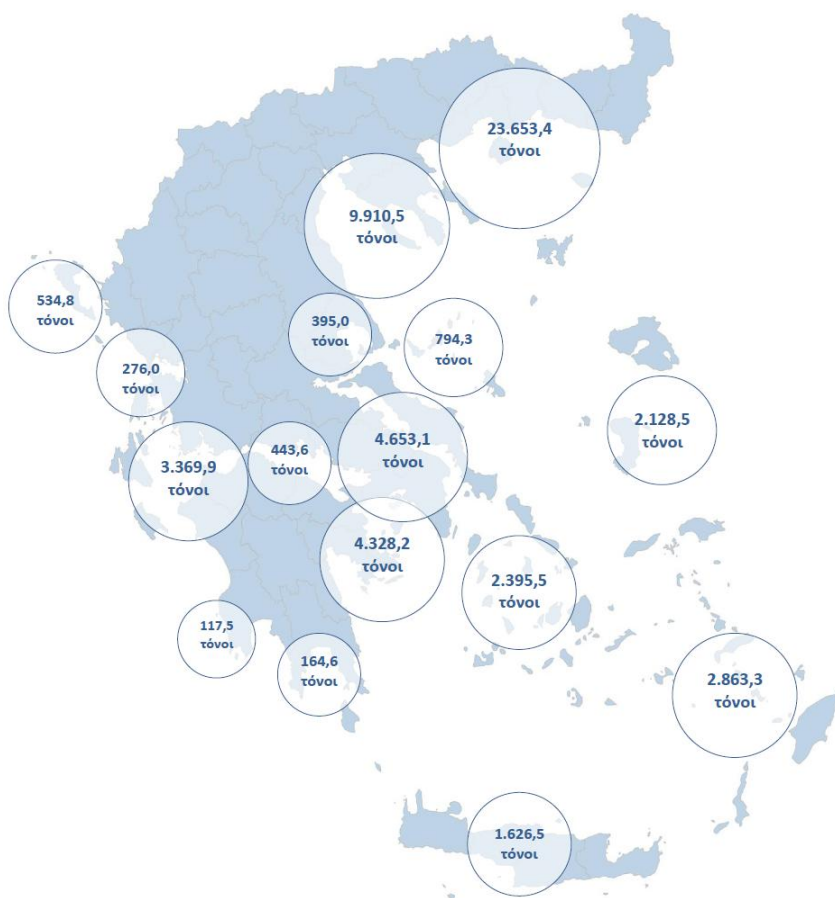 23.653,4
τόνοι
9.910,5
τόνοι
534,8
τόνοι
395,0
τόνοι
794,3
τόνοι
276,0
τόνοι
2.128,5
τόνοι
4.653,1
τόνοι
443,6
τόνοι
3.369,9
τόνοι
4.328,2
τόνοι
2.395,5
τόνοι
117,5
τόνοι
164,6
τόνοι
2.863,3
τόνοι
1.626,5
τόνοι